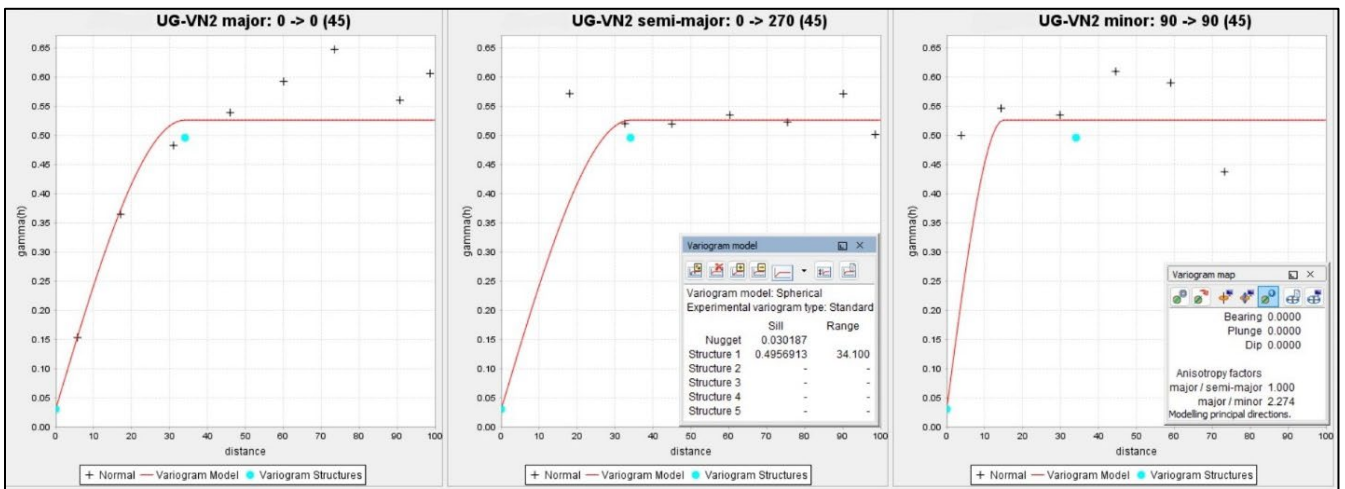 UG-VN2 major: 0 -> 0 (45)
0.65
0.60
0.55
0.50
0.45
0.40
0.35
0.30
0.25
0.20
0.15
0.10
0.05
0.00
gamma(h)
0 10 20 30 40 50 60 70 80 90 100
distance
+ Normal — Variogram Model ● Variogram Structures
UG-VN2 semi-major: 0 -> 270 (45)
0.65
0.60
0.55
0.50
0.45
0.40
0.35
0.30
0.25
0.20
0.15
0.10
0.05
0.00
gamma(h)
0 10 20 30 40 50 60 70 80 90 100
distance
+ Normal — Variogram Model ● Variogram Structures
Variogram model
Variogram model: Spherical
Experimental variogram type: Standard
Sill Range
Nugget 0.030187
Structure 1 0.4956913 34.100
Structure 2 - -
Structure 3 - -
Structure 4 - -
Structure 5 - -
UG-VN2 minor: 90 -> 90 (45)
0.65
0.60
0.55
0.50
0.45
0.40
0.35
0.30
0.25
0.20
0.15
0.10
0.05
0.00
gamma(h)
0 10 20 30 40 50 60 70 80 90 100
distance
+ Normal — Variogram Model ● Variogram Structures
Variogram map
Bearing 0.0000
Plunge 0.0000
Dip 0.0000
Anisotropy factors
major / semi-major 1.000
major / minor 2.274
Modelling principal directions.